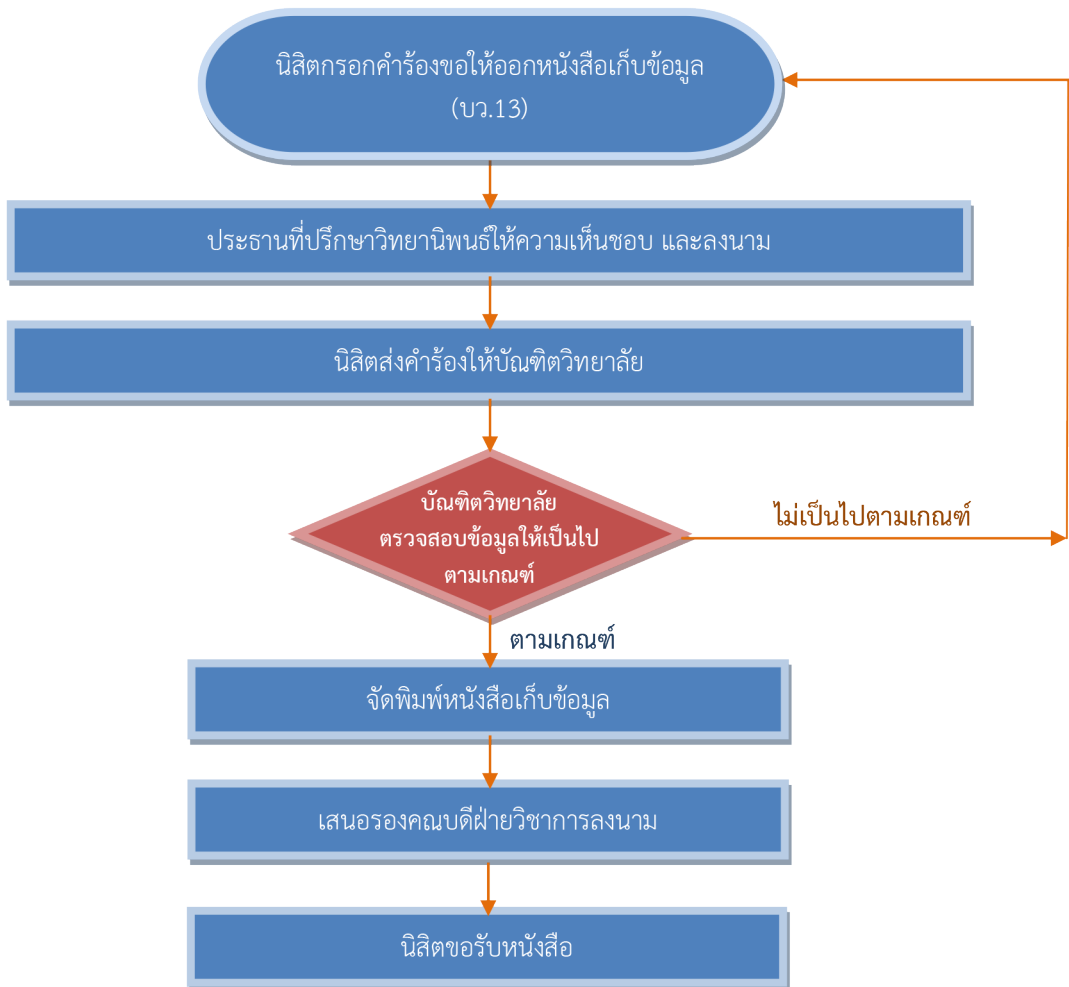 นิสิตกรอกคำร้องขอให้ออกหนังสือเก็บข้อมูล
(บว.13)
ประธานที่ปรึกษาวิทยานิพนธ์ให้ความเห็นชอบ และลงนาม
นิสิตส่งคำร้องให้บัณฑิตวิทยาลัย
บัณฑิตวิทยาลัย
ตรวจสอบข้อมูลให้เป็นไป
ตามเกณฑ์
ไม่เป็นไปตามเกณฑ์
ตามเกณฑ์
จัดพิมพ์หนังสือเก็บข้อมูล
เสนอรองคณบดีฝ่ายวิชาการลงนาม
นิสิตขอรับหนังสือ